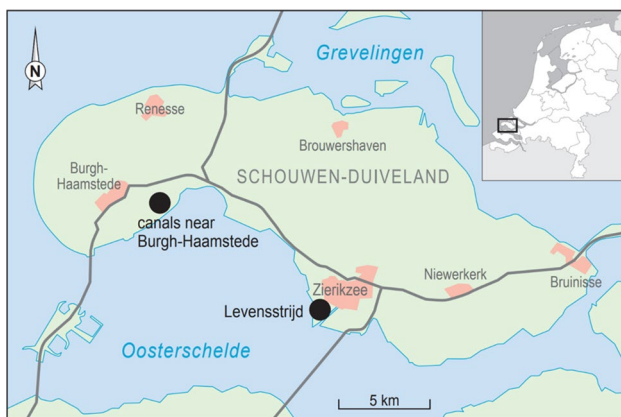 Grevelingen
N
Renesse
Brouwershaven
Burgh-
Haamstede
SCHOUWEN-DUIVELAND
canals near
Burgh-Haamstede
Zierikzee
Niewerkerk
Bruinisse
Levensstrijd
Oosterschelde
5 km